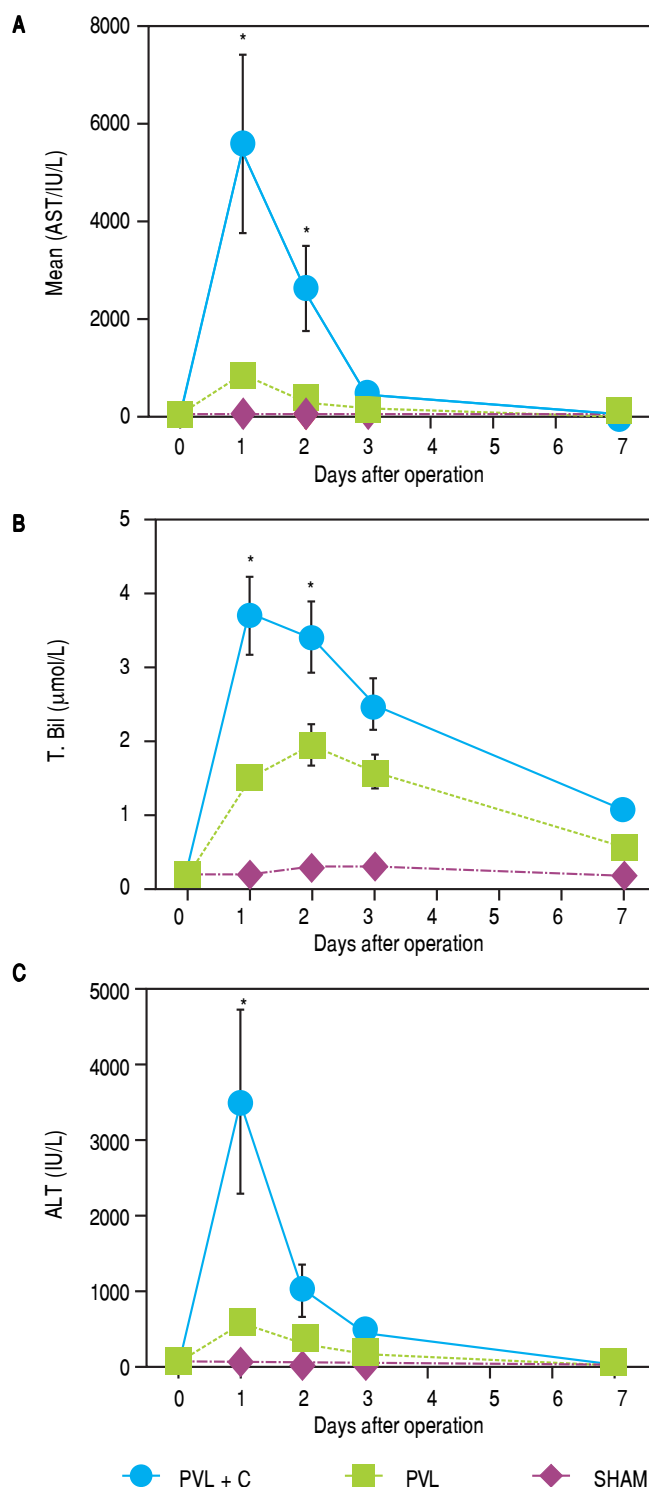 A
8000
*
6000
*
4000
2000
0
Mean (AST/IU/L)
0 1 2 3 4 5 6 7
Days after operation
B
5
*
*
4
3
2
1
0
T. Bil (μmol/L)
0 1 2 3 4 5 6 7
Days after operation
C
5000
*
4000
3000
2000
1000
0
ALT (IU/L)
0 1 2 3 4 5 6 7
Days after operation
PVL + C PVL SHAM